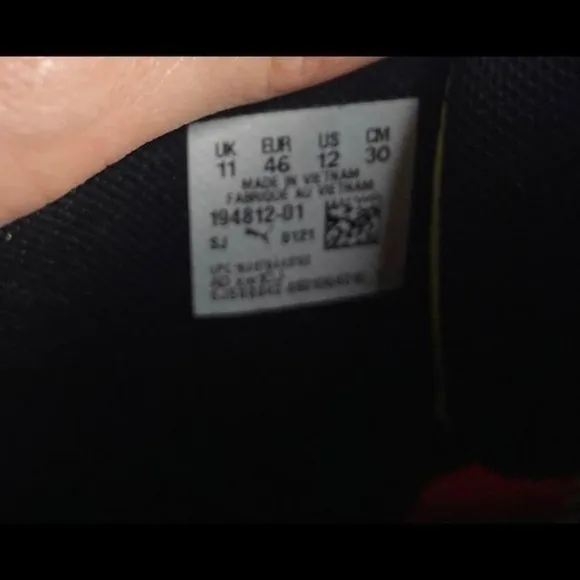 UK EUR US CM
11 46 12 30
MADE IN VIETNAM
FABRIQUE AU VIETNAM
194812-01
SJ 0121